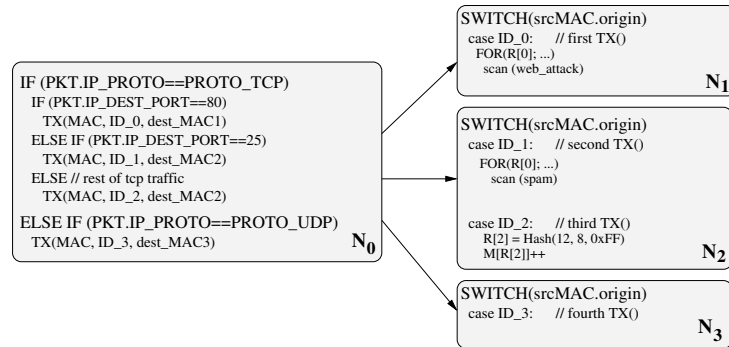 IF (PKT.IP_PROTO==PROTO_TCP)
IF (PKT.IP_DEST_PORT==80)
TX(MAC, ID_0, dest_MAC1)
ELSE IF (PKT.IP_DEST_PORT==25)
TX(MAC, ID_1, dest_MAC2)
ELSE // rest of tcp traffic
TX(MAC, ID_2, dest_MAC2)
ELSE IF (PKT.IP_PROTO==PROTO_UDP)
TX(MAC, ID_3, dest_MAC3)
N0
SWITCH(srcMAC.origin)
case ID_0: // first TX()
FOR(R[0]; ...)
scan (web_attack)
N1
SWITCH(srcMAC.origin)
case ID_1: // second TX()
FOR(R[0]; ...)
scan (spam)
case ID_2: // third TX()
R[2] = Hash(12, 8, 0xFF)
M[R[2]]++
N2
SWITCH(srcMAC.origin)
case ID_3: // fourth TX()
N3